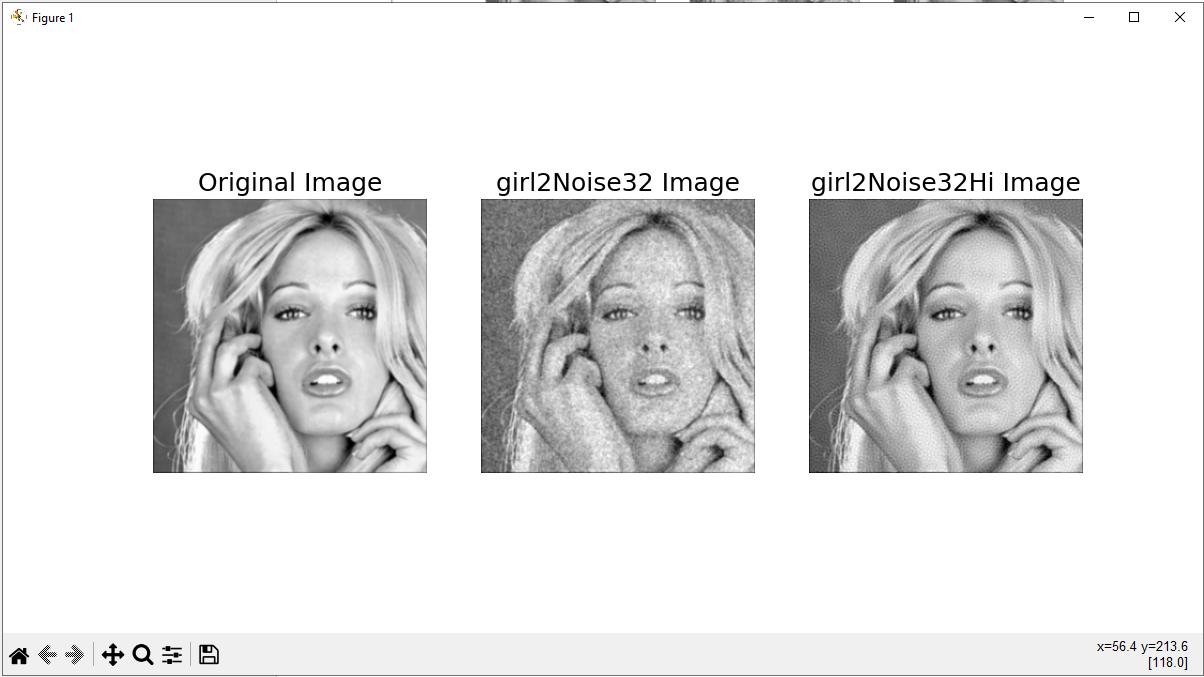 Figure 1
Original Image
girl2Noise32 Image
girl2Noise32Hi Image
x=56.4 y=213.6
[118.0]